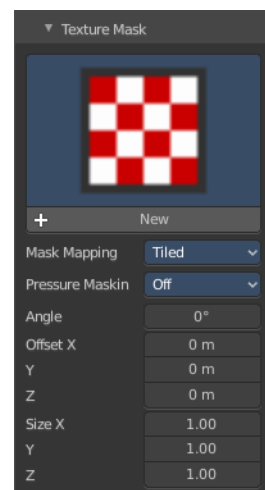 Texture Mask
New
Mask Mapping Tiled
Pressure Maskin Off
Angle 0°
Offset X 0 m
Y 0 m
Z 0 m
Size X 1.00
Y 1.00
Z 1.00